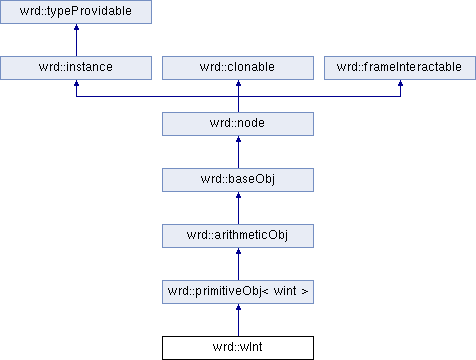 wrd::typeProvidable
wrd::instance wrd::clonable wrd::frameInteractable
wrd::node
wrd::baseObj
wrd::arithmeticObj
wrd::primitiveObj< wint >
wrd::wInt